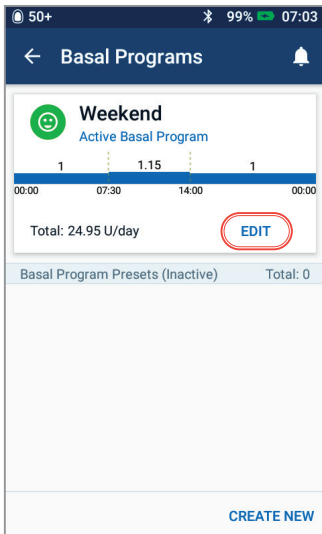 50+ 99% 07:03
Basal Programs
Weekend
Active Basal Program
1 1.15 1
00:00 07:30 14:00 00:00
Total: 24.95 U/day EDIT
Basal Program Presets (Inactive) Total: 0
CREATE NEW